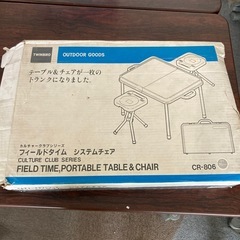 TWINBIRD
OUTDOOR GOODS
テーブル&チェアが一枚の
トランクになりました。
カルチャークラブシリーズ
フィールドタイム システムチェア
CULTURE CLUB SERIES
FIELD TIME,PORTABLE TABLE & CHAIR
CR-806